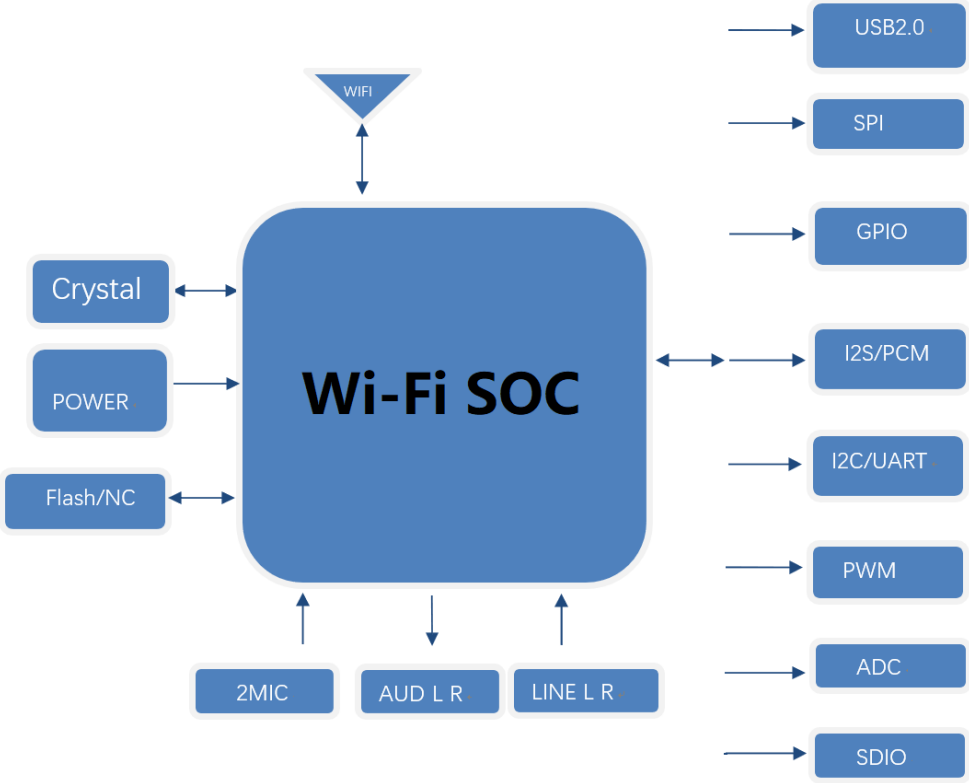 USB2.0
WIFI
SPI
GPIO
Crystal
I2S/PCM
Wi-Fi SOC
POWER
I2C/UART
Flash/NC
PWM
ADC
2MIC
AUD L R
LINE L R
SDIO